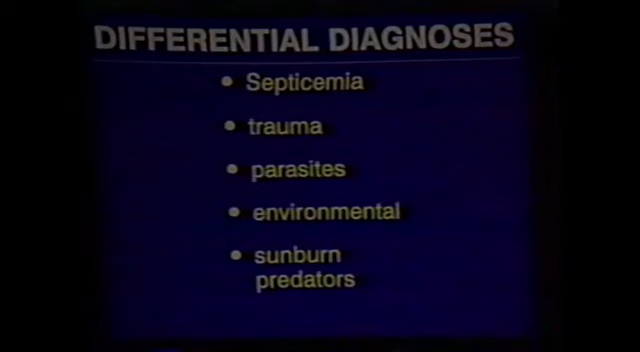 DIFFERENTIAL DIAGNOSES
• Septicemia
• trauma
• parasites
• environmental
• sunburn
predators